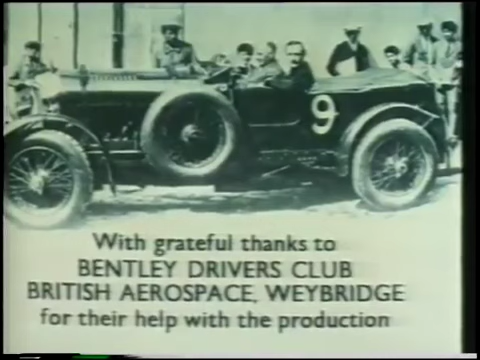 9
With grateful thanks to
BENTLEY DRIVERS CLUB
BRITISH AEROSPACE, WEYBRIDGE
for their help with the production